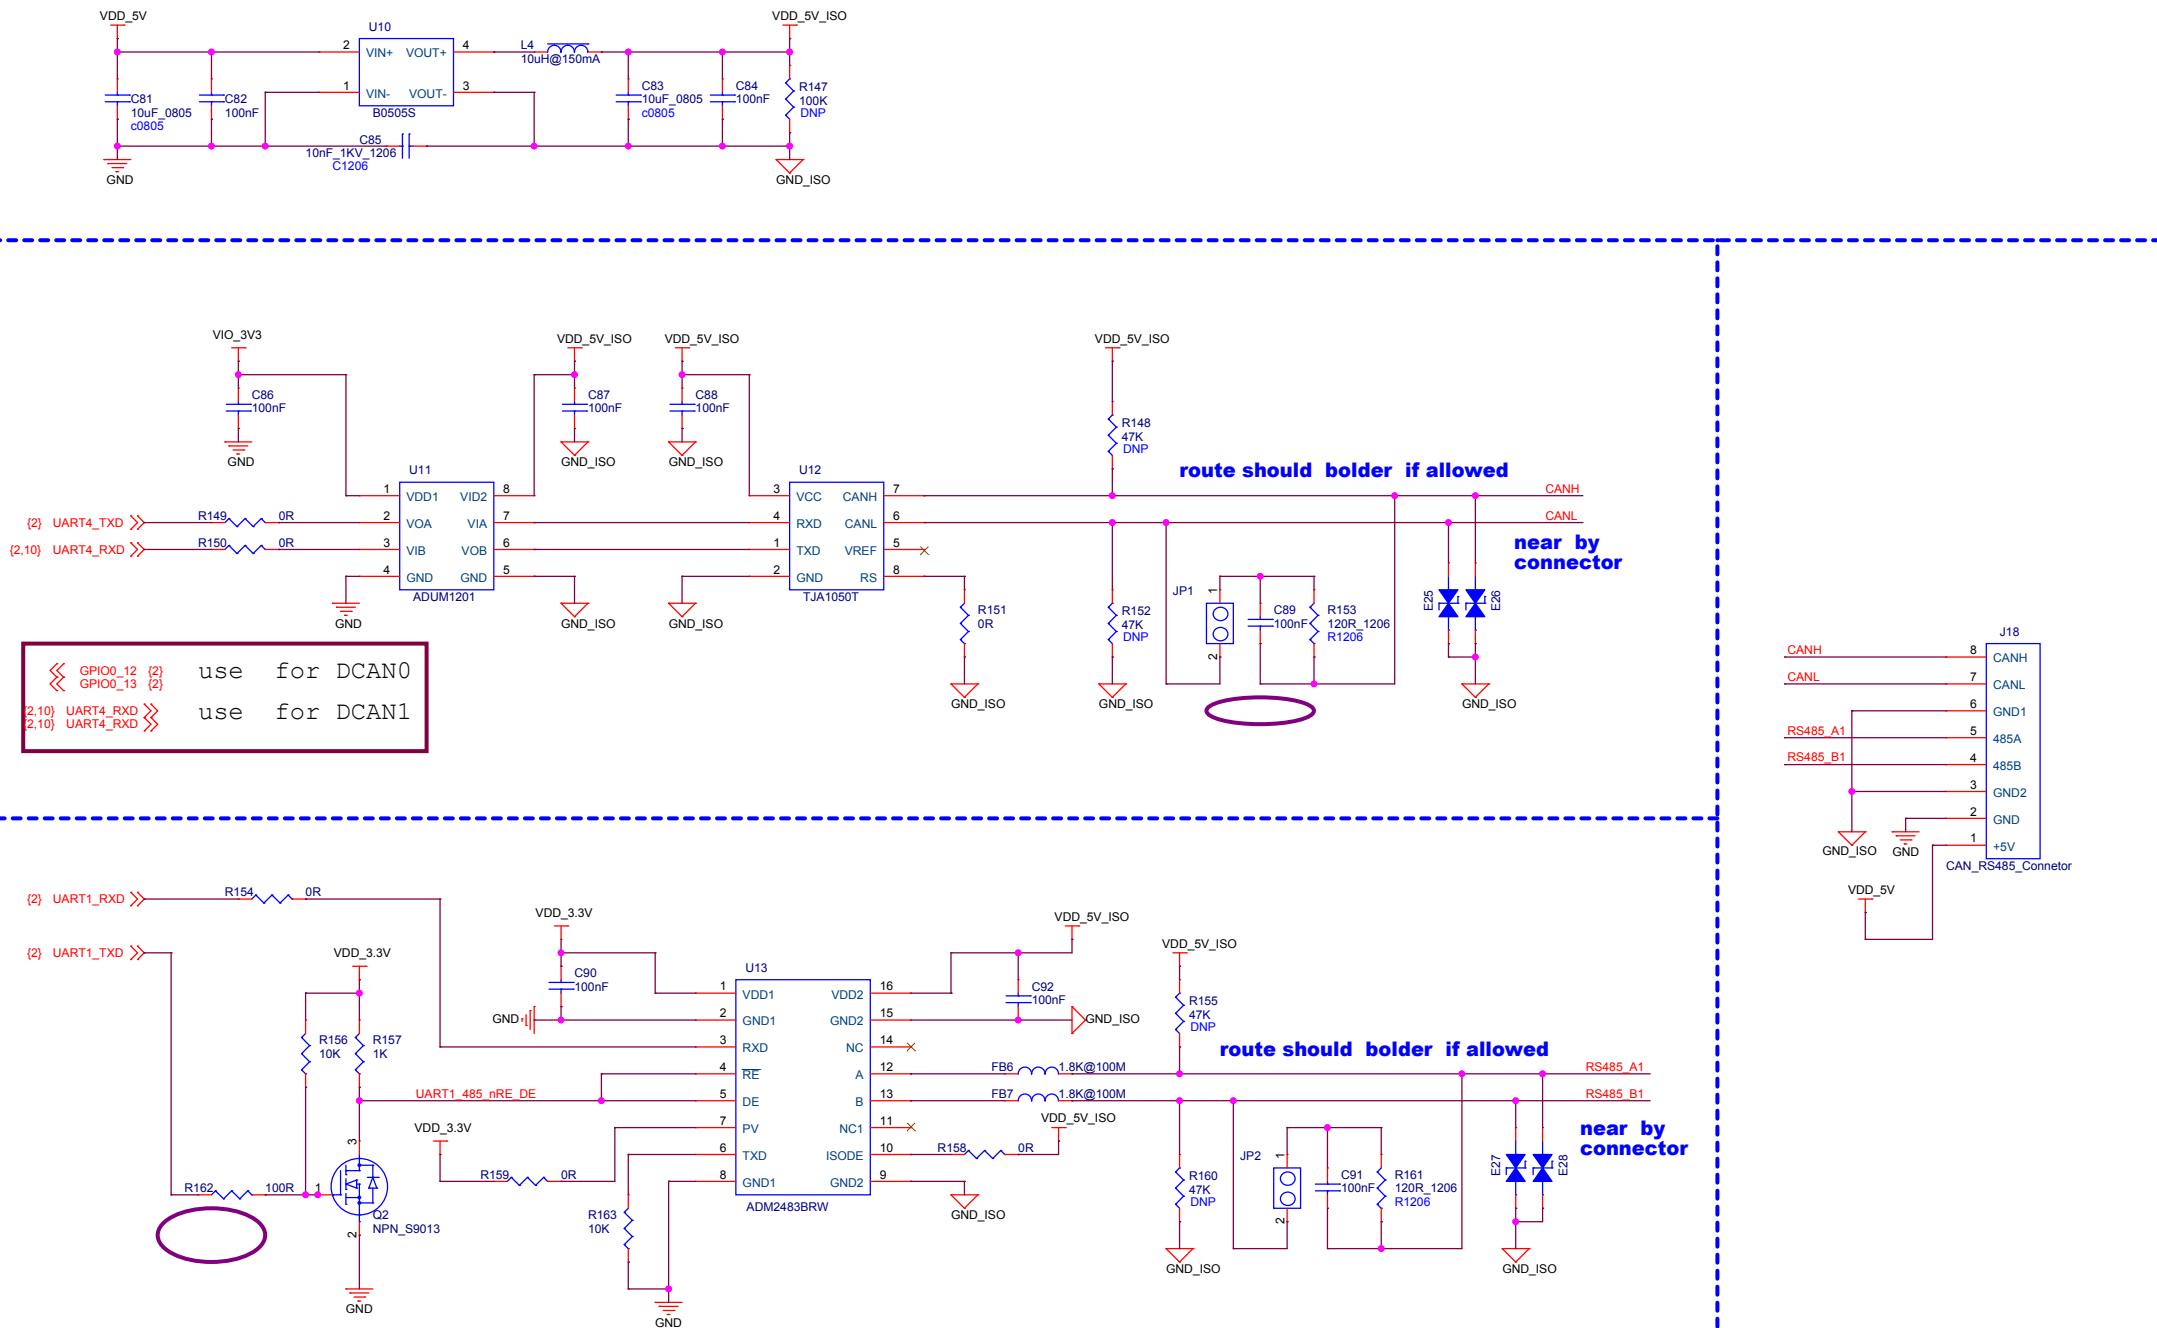 VDD_5V
U10
VDD_5V_ISO
2 VIN+ VOUT+ 4
L4
10uH@150mA
1 VIN- VOUT- 3
B0505S
C81
10uF_0805
c0805
C82
100nF
C83
10uF_0805
c0805
C84
100nF
R147
100K
DNP
C85
10nF_1KV_1206
C1206
GND
GND_ISO
VIO_3V3
VDD_5V_ISO
VDD_5V_ISO
VDD_5V_ISO
C86
100nF
C87
100nF
C88
100nF
R148
47K
DNP
GND
GND_ISO
GND_ISO
route should bolder if allowed
U11
1 VDD1 VID2 8
2 VOA VIA 7
3 VIB VOB 6
4 GND GND 5
ADUM1201
U12
3 VCC CANH 7
4 RXD CANL 6
1 TXD VREF 5
2 GND RS 8
TJA1050T
CANH
CANL
{2} UART4_TXD
R149 0R
{2,10} UART4_RXD
R150 0R
near by
connector
GND
GND_ISO
GND_ISO
R151
0R
R152
47K
DNP
JP1
1
2
C89
100nF
R153
120R_1206
R1206
E25
E26
GND_ISO
GND_ISO
GND_ISO
GPIO0_12 {2}
GPIO0_13 {2}
use for DCAN0
{2,10} UART4_RXD
{2,10} UART4_RXD
use for DCAN1
J18
CANH 8 CANH
CANL 7 CANL
6 GND1
RS485_A1 5 485A
RS485_B1 4 485B
3 GND2
2 GND
1 +5V
GND_ISO
GND
CAN_RS485_Connetor
VDD_5V
{2} UART1_RXD
R154 0R
{2} UART1_TXD
VDD_3.3V
VDD_3.3V
VDD_5V_ISO
VDD_5V_ISO
R156
10K
R157
1K
C90
100nF
GND
C92
100nF
GND_ISO
R155
47K
DNP
U13
1 VDD1 VDD2 16
2 GND1 GND2 15
3 RXD NC 14
4 RE A 12
5 DE B 13
7 PV NC1 11
6 TXD ISODE 10
8 GND1 GND2 9
ADM2483BRW
route should bolder if allowed
FB6 1.8K@100M
FB7 1.8K@100M
RS485_A1
RS485_B1
UART1_485_nRE_DE
VDD_3.3V
VDD_5V_ISO
R158 0R
R159 0R
near by
connector
R162 100R
1
3
2
Q2
NPN_S9013
R163
10K
GND_ISO
R160
47K
DNP
JP2
1
2
C91
100nF
R161
120R_1206
R1206
E27
E28
GND_ISO
GND_ISO
GND
GND